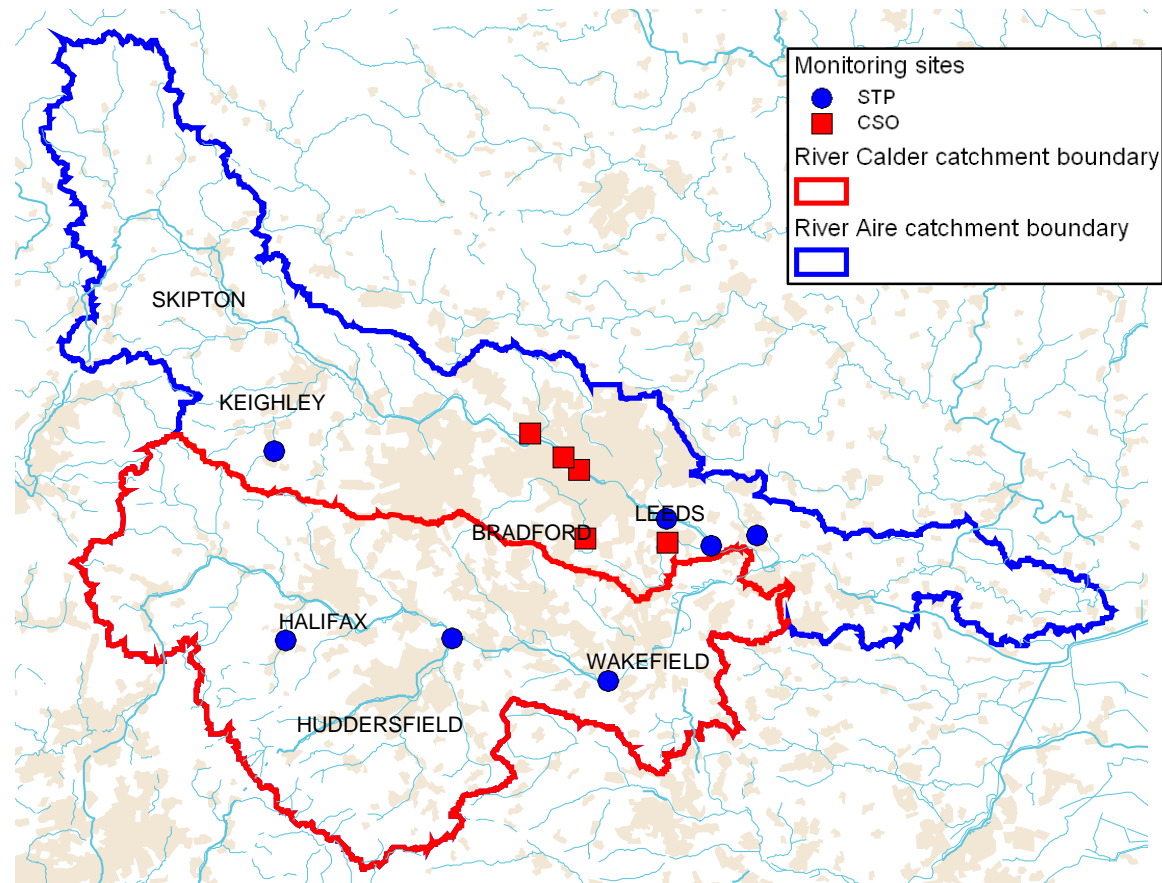 Monitoring sites
STP
CSO
River Calder catchment boundary
River Aire catchment boundary
SKIPTON
KEIGHLEY
LEEDS
BRADFORD
HALIFAX
WAKEFIELD
HUDDERSFIELD